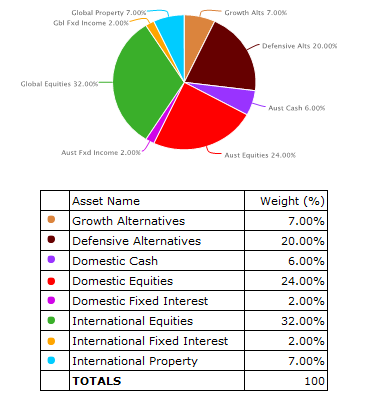 Global Property 7.00%
Growth Alts 7.00%
Gbl Fxd Income 2.00%
Defensive Alts 20.00%
Global Equities 32.00%
Aust Cash 6.00%
Aust Fxd Income 2.00%
Aust Equities 24.00%
Asset Name Weight (%)
Growth Alternatives 7.00%
Defensive Alternatives 20.00%
Domestic Cash 6.00%
Domestic Equities 24.00%
Domestic Fixed Interest 2.00%
International Equities 32.00%
International Fixed Interest 2.00%
International Property 7.00%
TOTALS 100